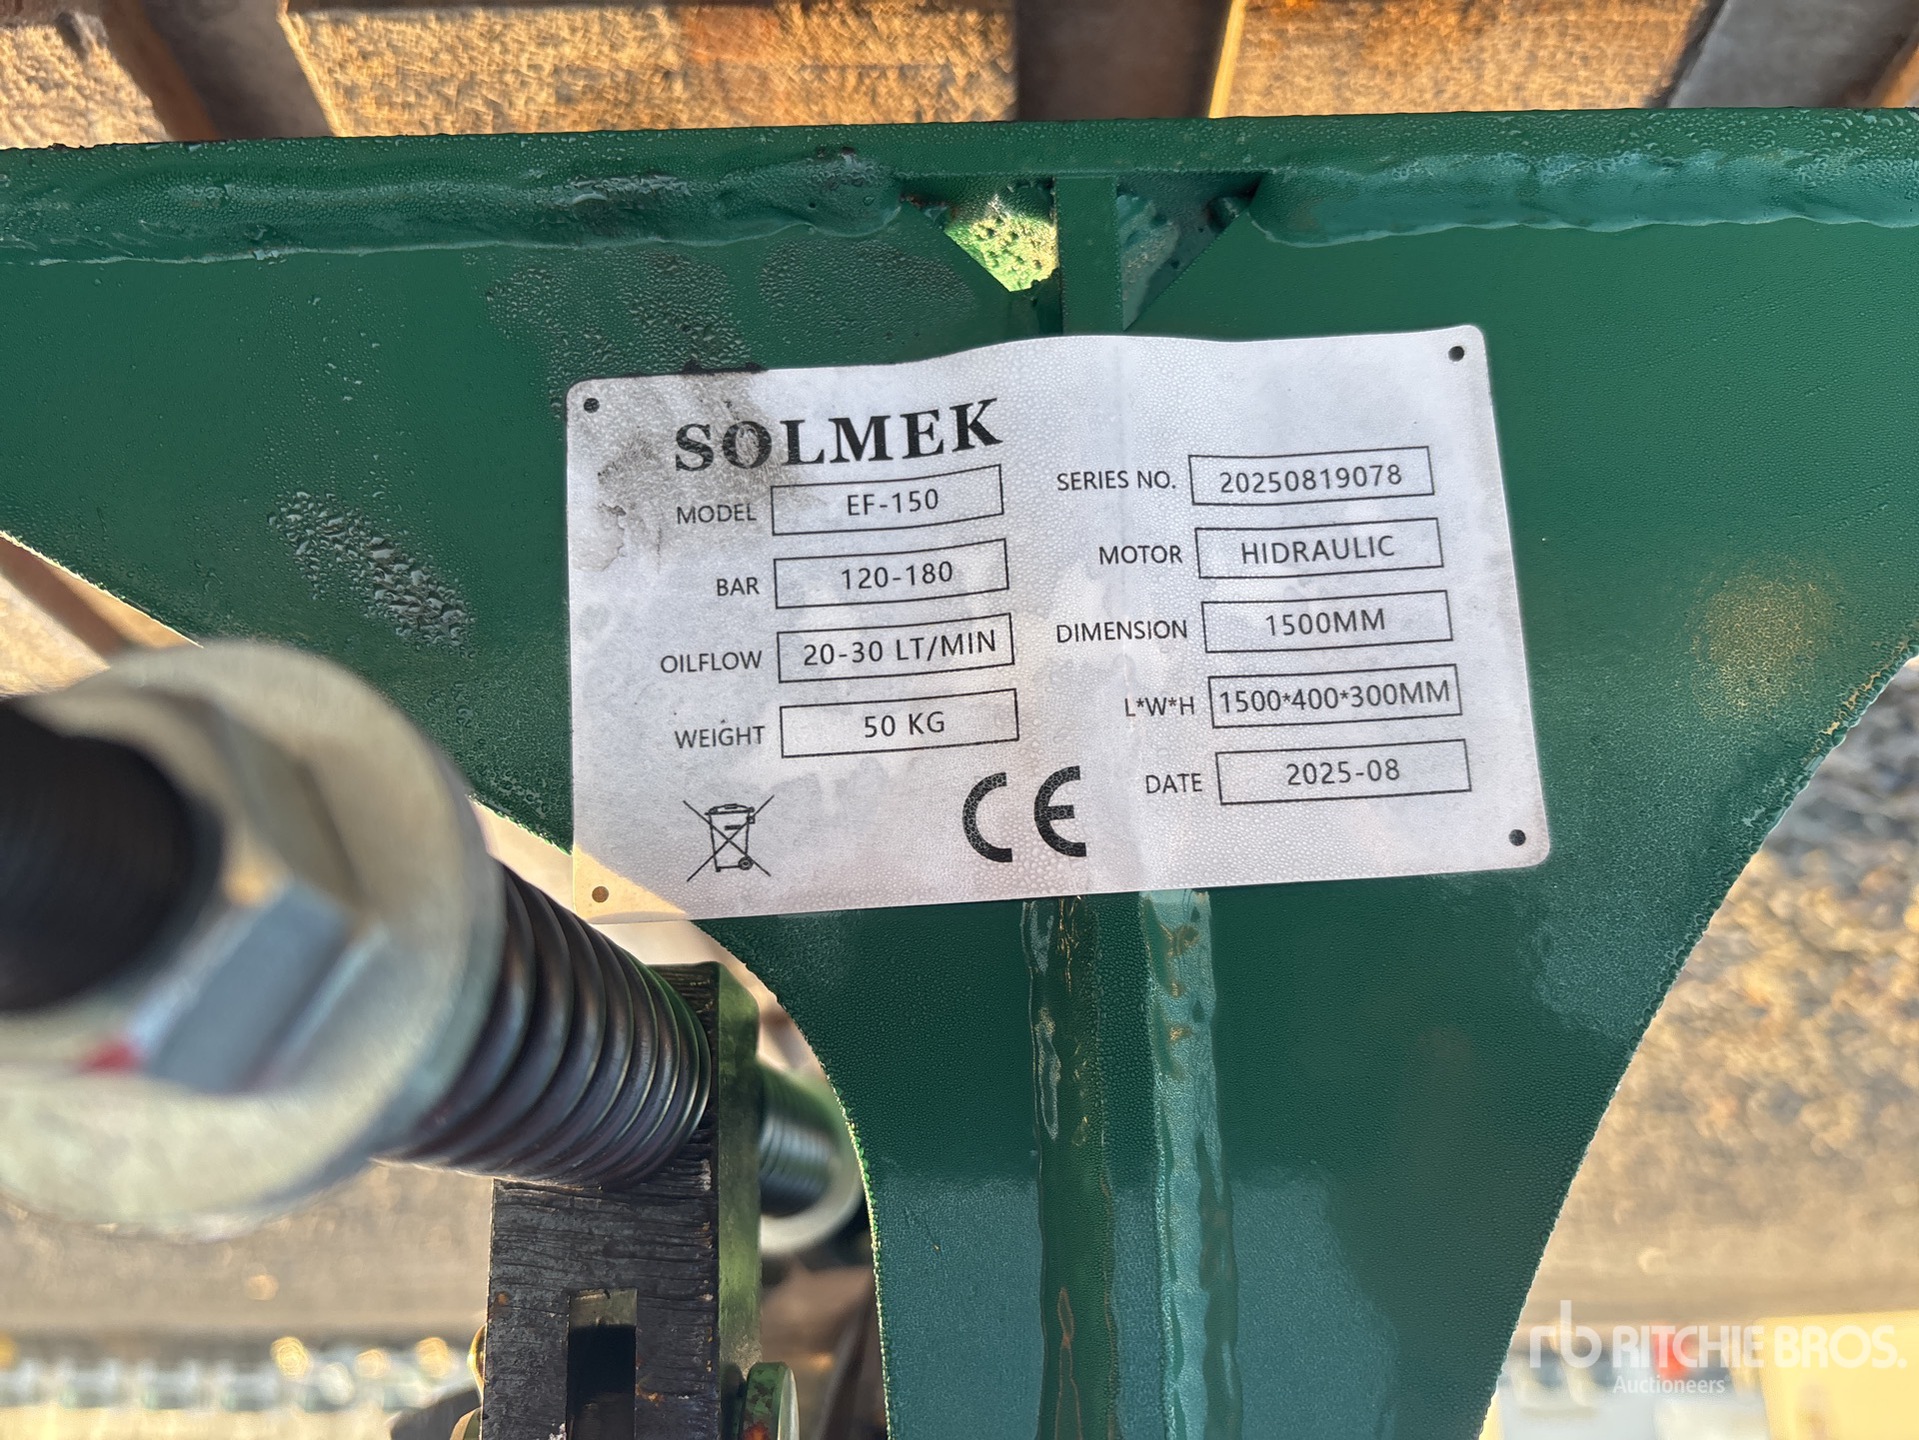 SOLMEK
MODEL EF-150
BAR 120-180
OILFLOW 20-30 LT/MIN
WEIGHT 50 KG
SERIES NO. 20250819078
MOTOR HIDRAULIC
DIMENSION 1500MM
L*W*H 1500*400*300MM
DATE 2025-08
CE
rb RITCHIE BROS.
Auctioneers